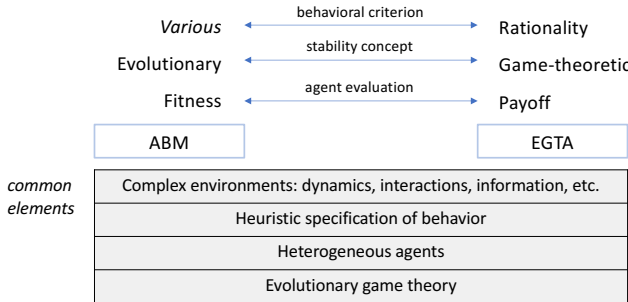 Various behavioral criterion Rationality
Evolutionary stability concept Game-theoretic
Fitness agent evaluation Payoff
ABM EGTA
common elements
Complex environments: dynamics, interactions, information, etc.
Heuristic specification of behavior
Heterogeneous agents
Evolutionary game theory